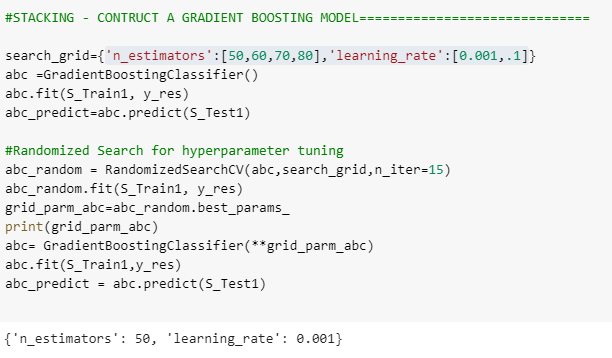 #STACKING - CONTRUCT A GRADIENT BOOSTING MODEL==============================
search_grid={'n_estimators':[50,60,70,80],'learning_rate':[0.001,.1]}
abc =GradientBoostingClassifier()
abc.fit(S_Train1, y_res)
abc_predict=abc.predict(S_Test1)
#Randomized Search for hyperparameter tuning
abc_random = RandomizedSearchCV(abc,search_grid,n_iter=15)
abc_random.fit(S_Train1, y_res)
grid_parm_abc=abc_random.best_params_
print(grid_parm_abc)
abc= GradientBoostingClassifier(**grid_parm_abc)
abc.fit(S_Train1,y_res)
abc_predict = abc.predict(S_Test1)
{'n_estimators': 50, 'learning_rate': 0.001}